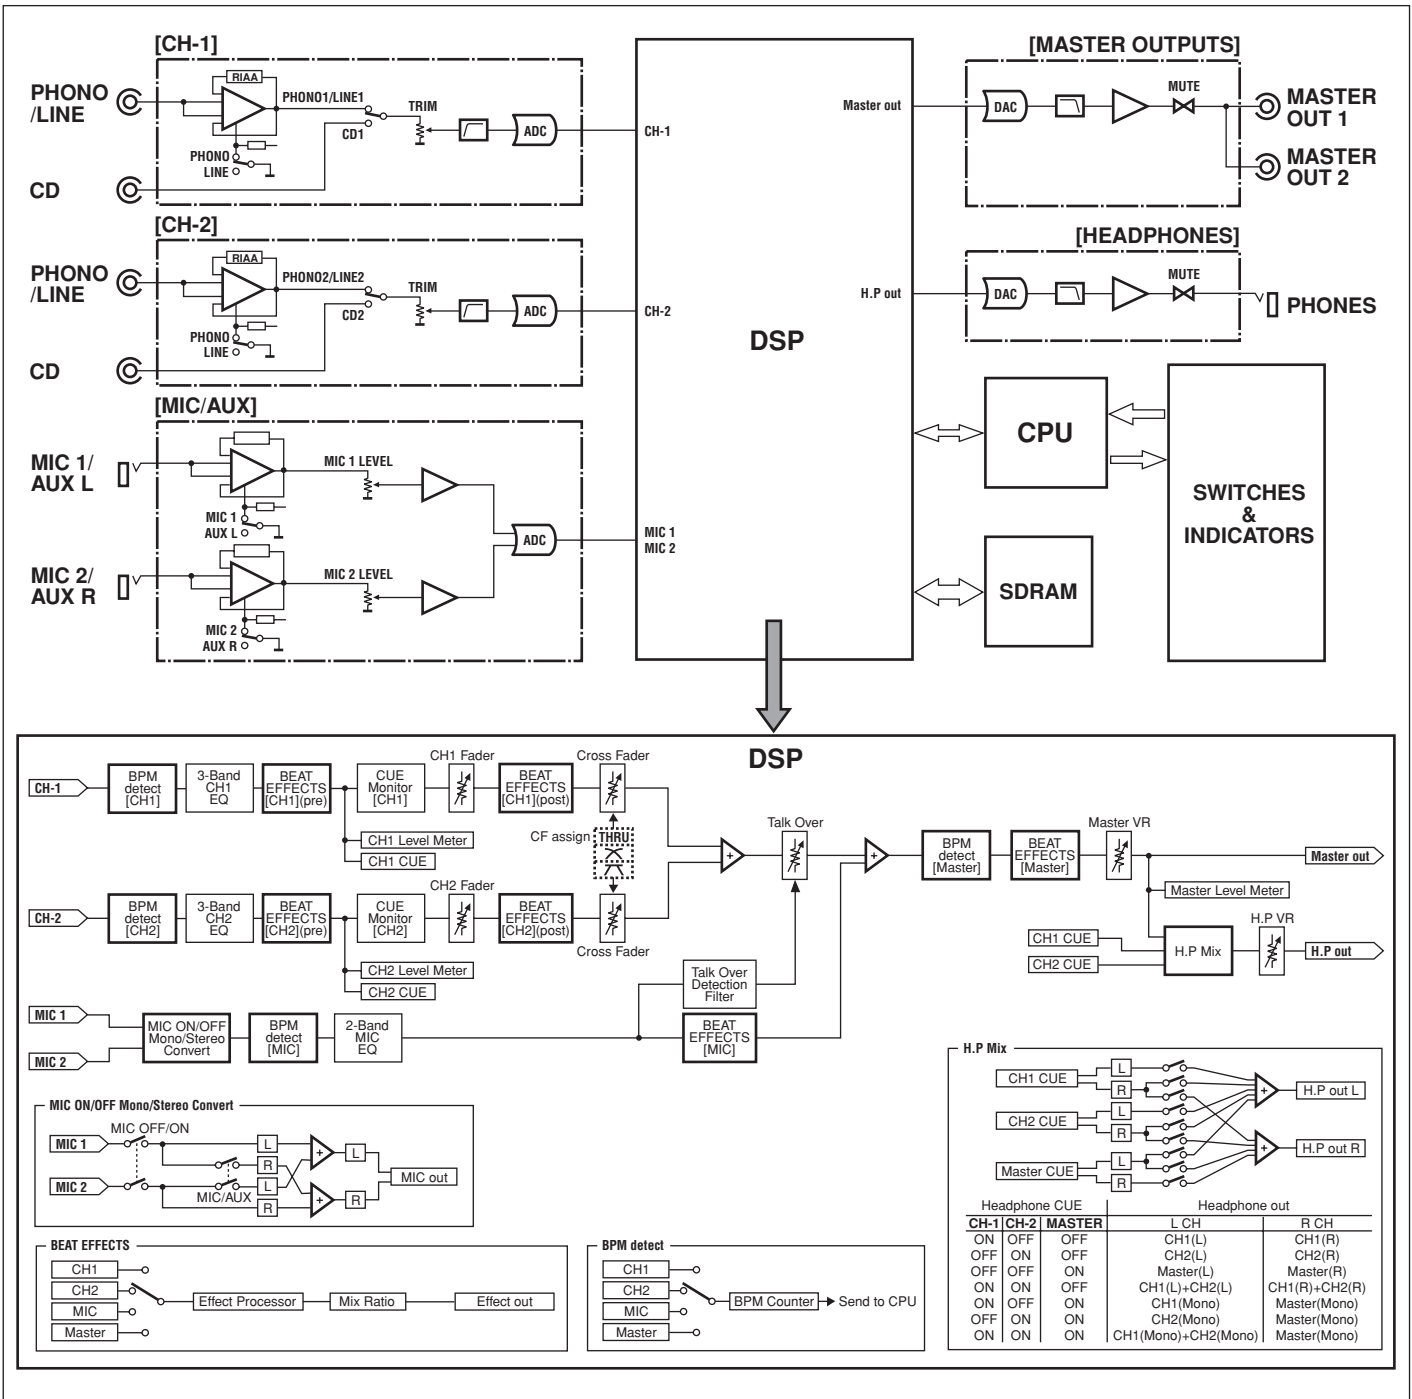 [CH-1]
PHONO
/LINE
RIAA
PHONO1/LINE1
TRIM
CD1
ADC
PHONO
LINE
CD
CH-1
[CH-2]
PHONO
/LINE
RIAA
PHONO2/LINE2
TRIM
CD2
ADC
PHONO
LINE
CD
CH-2
[MIC/AUX]
MIC 1/
AUX L
MIC 1 LEVEL
MIC 1
AUX L
ADC
MIC 2/
AUX R
MIC 2 LEVEL
MIC 2
AUX R
MIC 1
MIC 2
DSP
Master out
H.P out
[MASTER OUTPUTS]
DAC
MUTE
MASTER
OUT 1
MASTER
OUT 2
[HEADPHONES]
DAC
MUTE
PHONES
CPU
SDRAM
SWITCHES
&
INDICATORS
DSP
CH-1
BPM
detect
[CH1]
3-Band
CH1
EQ
BEAT
EFFECTS
[CH1](pre)
CUE
Monitor
[CH1]
CH1 Fader
BEAT
EFFECTS
[CH1](post)
Cross Fader
CH1 Level Meter
CH1 CUE
CF assign
THRU
CH-2
BPM
detect
[CH2]
3-Band
CH2
EQ
BEAT
EFFECTS
[CH2](pre)
CUE
Monitor
[CH2]
CH2 Fader
BEAT
EFFECTS
[CH2](post)
Cross Fader
CH2 Level Meter
CH2 CUE
+
Talk Over
+
BPM
detect
[Master]
BEAT
EFFECTS
[Master]
Master VR
Master out
Master Level Meter
CH1 CUE
CH2 CUE
H.P Mix
H.P VR
H.P out
Talk Over
Detection
Filter
MIC 1
MIC 2
MIC ON/OFF
Mono/Stereo
Convert
BPM
detect
[MIC]
2-Band
MIC
EQ
BEAT
EFFECTS
[MIC]
MIC ON/OFF Mono/Stereo Convert
MIC OFF/ON
MIC 1
MIC 2
MIC/AUX
L
R
L
R
+
+
L
R
MIC out
BEAT EFFECTS
CH1
CH2
MIC
Master
Effect Processor
Mix Ratio
Effect out
BPM detect
CH1
CH2
MIC
Master
BPM Counter
Send to CPU
H.P Mix
CH1 CUE
L
R
CH2 CUE
L
R
Master CUE
L
R
+
+
H.P out L
H.P out R
Headphone CUE Headphone out
CH-1 CH-2 MASTER L CH R CH
ON OFF OFF CH1(L) CH1(R)
OFF ON OFF CH2(L) CH2(R)
OFF OFF ON Master(L) Master(R)
ON ON OFF CH1(L)+CH2(L) CH1(R)+CH2(R)
ON OFF ON CH1(Mono) Master(Mono)
OFF ON ON CH2(Mono) Master(Mono)
ON ON ON CH1(Mono)+CH2(Mono) Master(Mono)